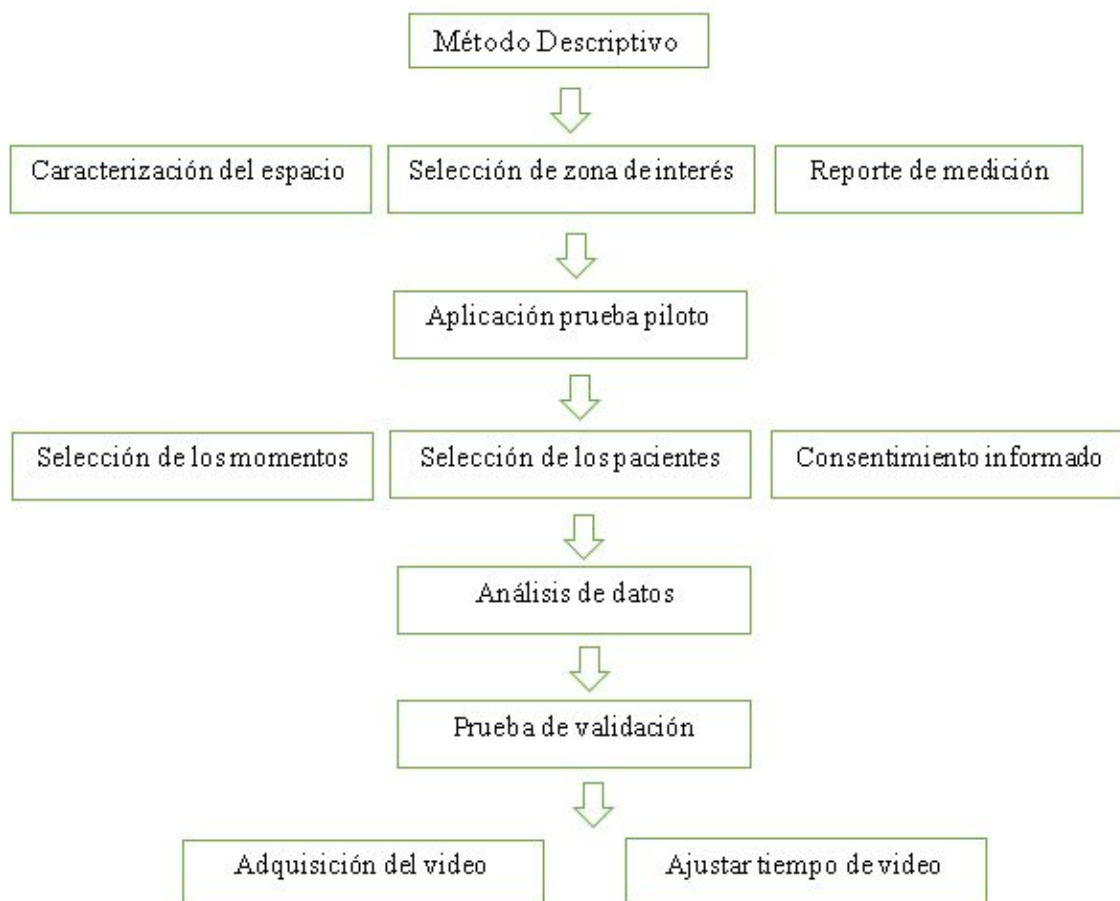 Método Descriptivo
Caracterización del espacio
Selección de zona de interés
Reporte de medición
Aplicación prueba piloto
Selección de los momentos
Selección de los pacientes
Consentimiento informado
Análisis de datos
Prueba de validación
Adquisición del video
Ajustar tiempo de video